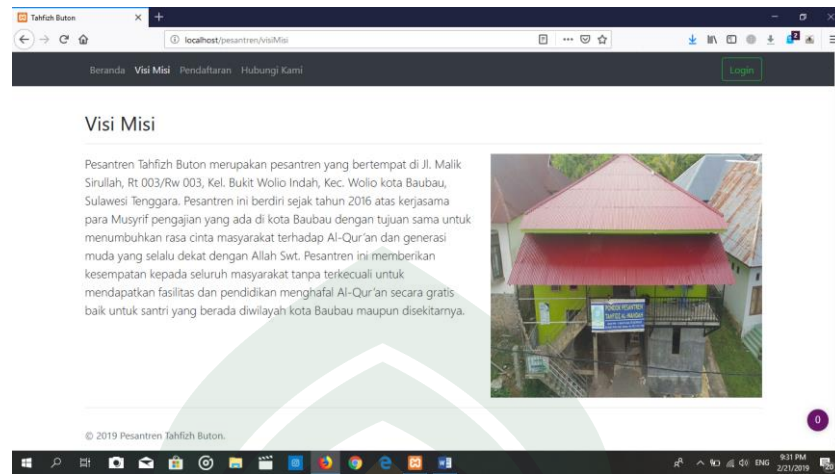 Tahfizh Buton
localhost/pesantren/visiMisi
2
Beranda Visi Misi Pendaftaran Hubungi Kami Login
Visi Misi
Pesantren Tahfizh Buton merupakan pesantren yang bertempat di Jl. Malik
Sirullah, Rt 003/Rw 003, Kel. Bukit Wolio Indah, Kec. Wolio kota Baubau,
Sulawesi Tenggara. Pesantren ini berdiri sejak tahun 2016 atas kerjasama
para Musyrif pengajian yang ada di kota Baubau dengan tujuan sama untuk
menumbuhkan rasa cinta masyarakat terhadap Al-Qur'an dan generasi
muda yang selalu dekat dengan Allah Swt. Pesantren ini memberikan
kesempatan kepada seluruh masyarakat tanpa terkecuali untuk
mendapatkan fasilitas dan pendidikan menghafal Al-Qur'an secara gratis
baik untuk santri yang berada diwilayah kota Baubau maupun disekitarnya.
PONDOK PESANTREN
0
© 2019 Pesantren Tahfizh Buton.
ENG
9:31 PM
2/21/2019